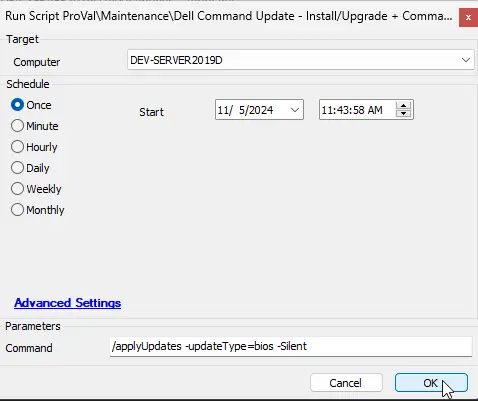 Run Script ProVal\Maintenance\Dell Command Update - Install/Upgrade + Comma...
Target
Computer
DEV-SERVER2019D
Schedule
Once
Start
11/ 5/2024
11:43:58 AM
Minute
Hourly
Daily
Weekly
Monthly
Advanced Settings
Parameters
Command
/applyUpdates -updateType=bios -Silent
Cancel
OK